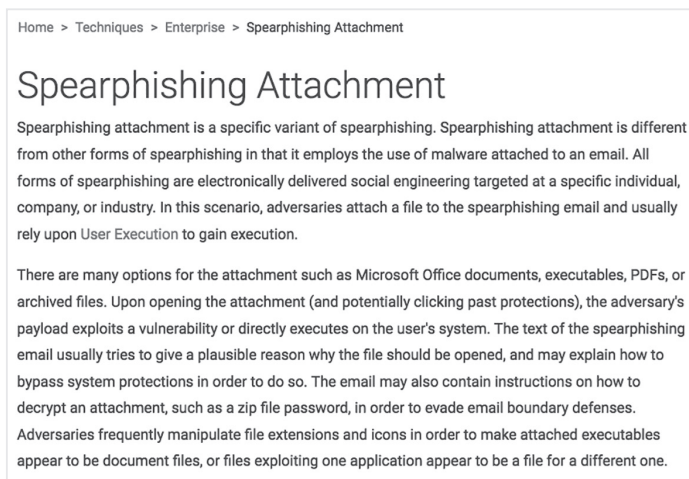 Home > Techniques > Enterprise > Spearphishing Attachment
Spearphishing Attachment
Spearphishing attachment is a specific variant of spearphishing. Spearphishing attachment is different
from other forms of spearphishing in that it employs the use of malware attached to an email. All
forms of spearphishing are electronically delivered social engineering targeted at a specific individual,
company, or industry. In this scenario, adversaries attach a file to the spearphishing email and usually
rely upon User Execution to gain execution.
There are many options for the attachment such as Microsoft Office documents, executables, PDFs, or
archived files. Upon opening the attachment (and potentially clicking past protections), the adversary's
payload exploits a vulnerability or directly executes on the user's system. The text of the spearphishing
email usually tries to give a plausible reason why the file should be opened, and may explain how to
bypass system protections in order to do so. The email may also contain instructions on how to
decrypt an attachment, such as a zip file password, in order to evade email boundary defenses.
Adversaries frequently manipulate file extensions and icons in order to make attached executables
appear to be document files, or files exploiting one application appear to be a file for a different one.